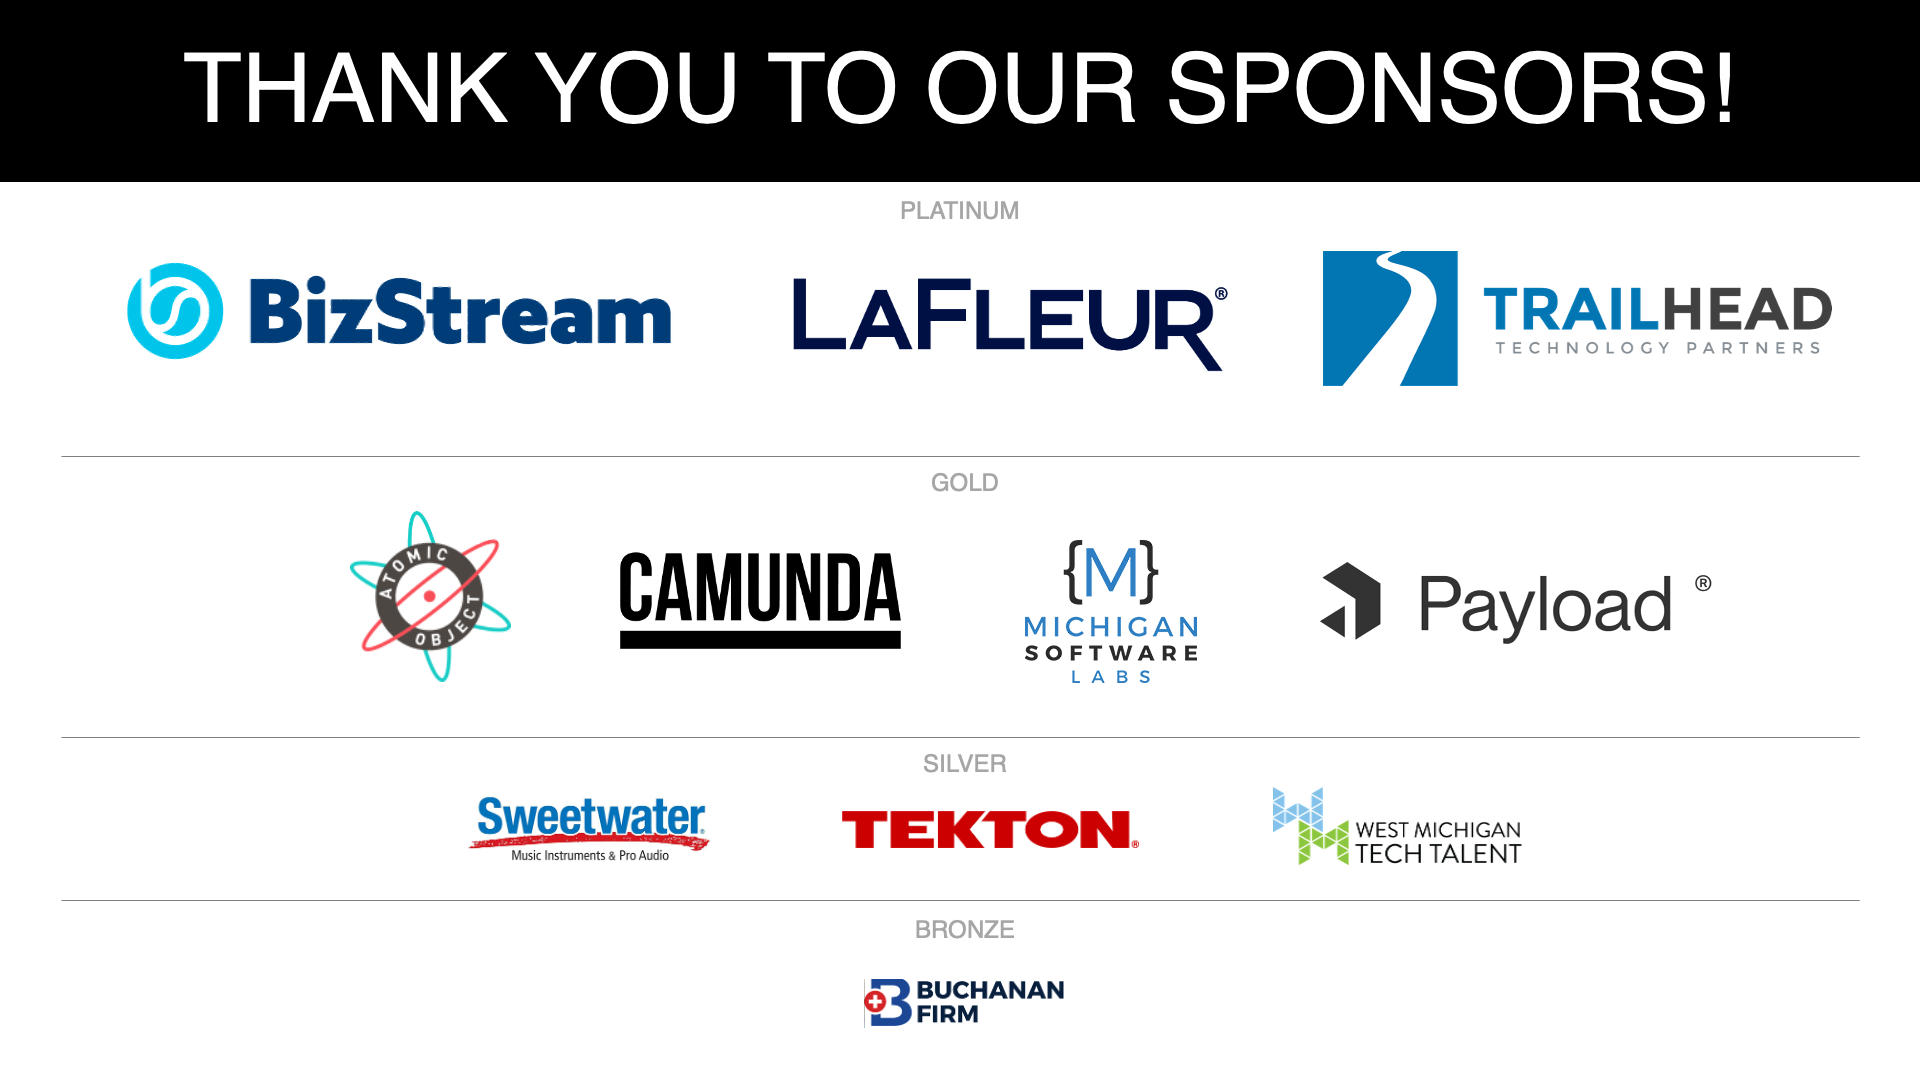 THANK YOU TO OUR SPONSORS!
PLATINUM
BizStream
LAFLEUR®
TRAILHEAD
TECHNOLOGY PARTNERS
GOLD
ATOMIC
OBJECT
CAMUNDA
{M}
MICHIGAN
SOFTWARE
LABS
Payload ®
SILVER
Sweetwater®
Music Instruments & Pro Audio
TEKTON®
WEST MICHIGAN
TECH TALENT
BRONZE
B BUCHANAN
FIRM